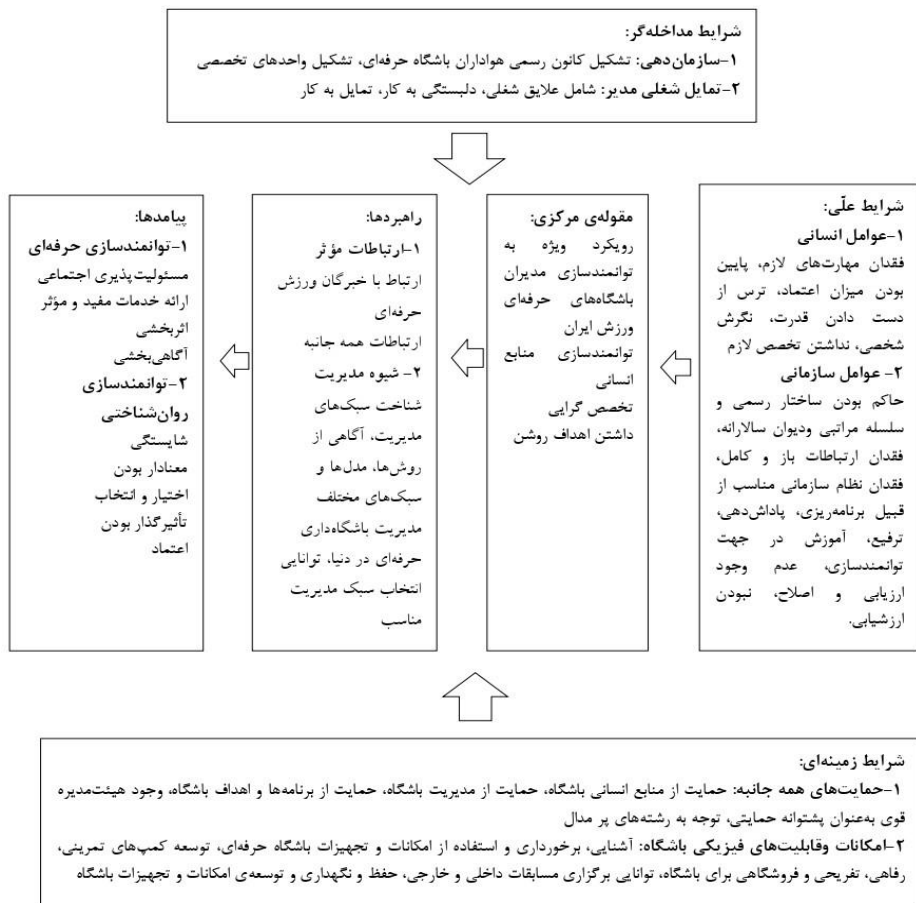 شرایط مداخله‌گر:
۱-سازمان‌دهی: تشکیل کانون رسمی هواداران باشگاه حرفه‌ای، تشکیل واحدهای تخصصی
۲-تمایل شغلی مدیر: شامل علایق شغلی، دلبستگی به کار، تمایل به کار
شرایط علّی:
۱-عوامل انسانی
فقدان مهارت‌های لازم، پایین
بودن میزان اعتماد، ترس از
دست دادن قدرت، نگرش
شخصی، نداشتن تخصص لازم
۲- عوامل سازمانی
حاکم بودن ساختار رسمی و
سلسله مراتبی ودیوان سالارانه،
فقدان ارتباطات باز و کامل،
فقدان نظام سازمانی مناسب از
قبیل برنامه‌ریزی، پاداش‌دهی،
ترفیع، آموزش در جهت
توانمندسازی، عدم وجود
ارزیابی و اصلاح، نبودن
ارزشیابی.
مقوله‌ی مرکزی:
رویکرد ویژه به
توانمندسازی مدیران
باشگاه‌های حرفه‌ای
ورزش ایران
توانمندسازی منابع
انسانی
تخصص گرایی
داشتن اهداف روشن
راهبردها:
۱-ارتباطات مؤثر
ارتباط با خبرگان ورزش
حرفه‌ای
ارتباطات همه جانبه
۲- شیوه مدیریت
شناخت سبک‌های
مدیریت، آگاهی از
روش‌ها، مدل‌ها و
سبک‌های مختلف
مدیریت باشگاه‌داری
حرفه‌ای در دنیا، توانایی
انتخاب سبک مدیریت
مناسب
پیامدها:
۱-توانمندسازی حرفه‌ای
مسئولیت‌پذیری اجتماعی
ارائه خدمات مفید و مؤثر
اثربخشی
آگاهی‌بخشی
۲-توانمندسازی
روان‌شناختی
شایستگی
معنادار بودن
اختیار و انتخاب
تأثیرگذار بودن
اعتماد
شرایط زمینه‌ای:
۱-حمایت‌های همه جانبه: حمایت از منابع انسانی باشگاه، حمایت از مدیریت باشگاه، حمایت از برنامه‌ها و اهداف باشگاه، وجود هیئت‌مدیره
قوی به‌عنوان پشتوانه حمایتی، توجه به رشته‌های پر مدال
۲-امکانات وقابلیت‌های فیزیکی باشگاه: آشنایی، برخورداری و استفاده از امکانات و تجهیزات باشگاه حرفه‌ای، توسعه کمپ‌های تمرینی،
رفاهی، تفریحی و فروشگاهی برای باشگاه، توانایی برگزاری مسابقات داخلی و خارجی، حفظ و نگهداری و توسعه‌ی امکانات و تجهیزات باشگاه